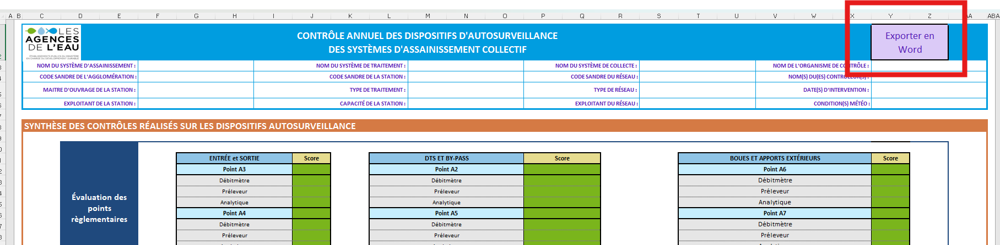 A B C D E F G H I J K L M N O P Q R S T U V W X Y Z AA AB
LES
AGENCES
DE L'EAU
ÉTABLISSEMENTS PUBLICS DU MINISTÈRE
EN CHARGE DU DÉVELOPPEMENT DURABLE
CONTRÔLE ANNUEL DES DISPOSITIFS D'AUTOSURVEILLANCE
DES SYSTÈMES D'ASSAINISSEMENT COLLECTIF
Exporter en
Word
NOM DU SYSTÈME D'ASSAINISSEMENT : NOM DU SYSTÈME DE TRAITEMENT : NOM DU SYSTÈME DE COLLECTE : NOM DE L'ORGANISME DE CONTRÔLE :
CODE SANDRE DE L'AGGLOMÉRATION : CODE SANDRE DE LA STATION : CODE SANDRE DU RÉSEAU : NOM(S) DU(ES) CONTRÔLEUR(S) :
MAITRE D'OUVRAGE DE LA STATION : TYPE DE TRAITEMENT : TYPE DE RÉSEAU : DATE(S) D'INTERVENTION :
EXPLOITANT DE LA STATION : CAPACITÉ DE LA STATION : EXPLOITANT DU RÉSEAU : CONDITION(S) MÉTÉO :
SYNTHÈSE DES CONTRÔLES RÉALISÉS SUR LES DISPOSITIFS AUTOSURVEILLANCE
Évaluation des
points
règlementaires
ENTRÉE et SORTIE Score
Point A3
Débitmètre
Préleveur
Analytique
Point A4
Débitmètre
Préleveur
DTS ET BY-PASS Score
Point A2
Débitmètre
Préleveur
Analytique
Point A5
Débitmètre
Préleveur
BOUES ET APPORTS EXTÉRIEURS Score
Point A6
Débitmètre
Préleveur
Analytique
Point A7
Débitmètre
Préleveur